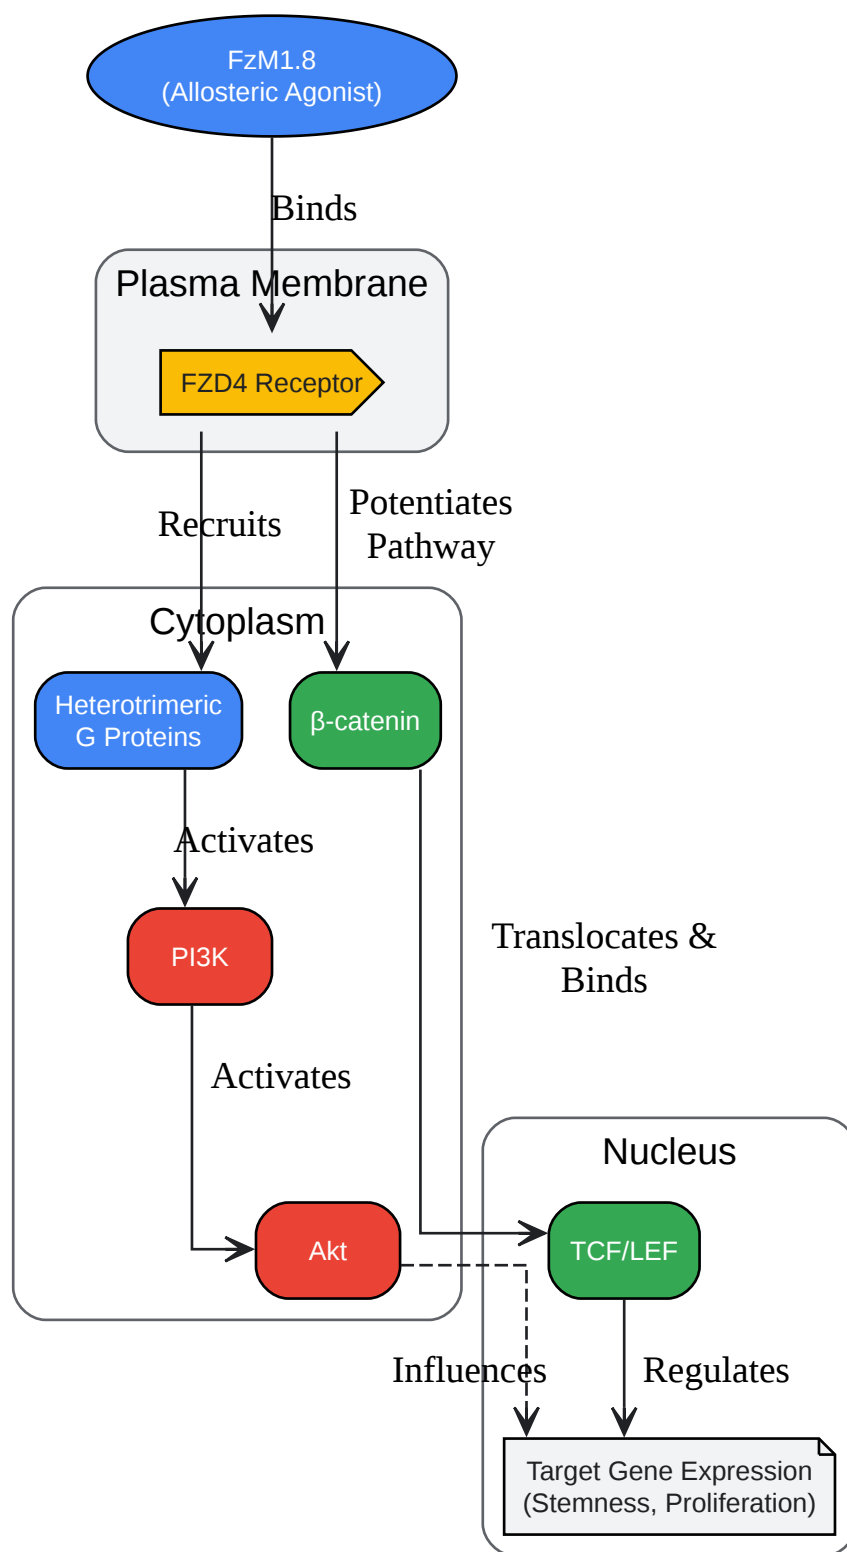 FzM1.8
(Allosteric Agonist)
Binds
Plasma Membrane
FZD4 Receptor
Recruits
Potentiates
Pathway
Cytoplasm
Heterotrimeric
G Proteins
β-catenin
Activates
PI3K
Translocates &
Binds
Activates
Nucleus
Akt
TCF/LEF
Influences
Regulates
Target Gene Expression
(Stemness, Proliferation)